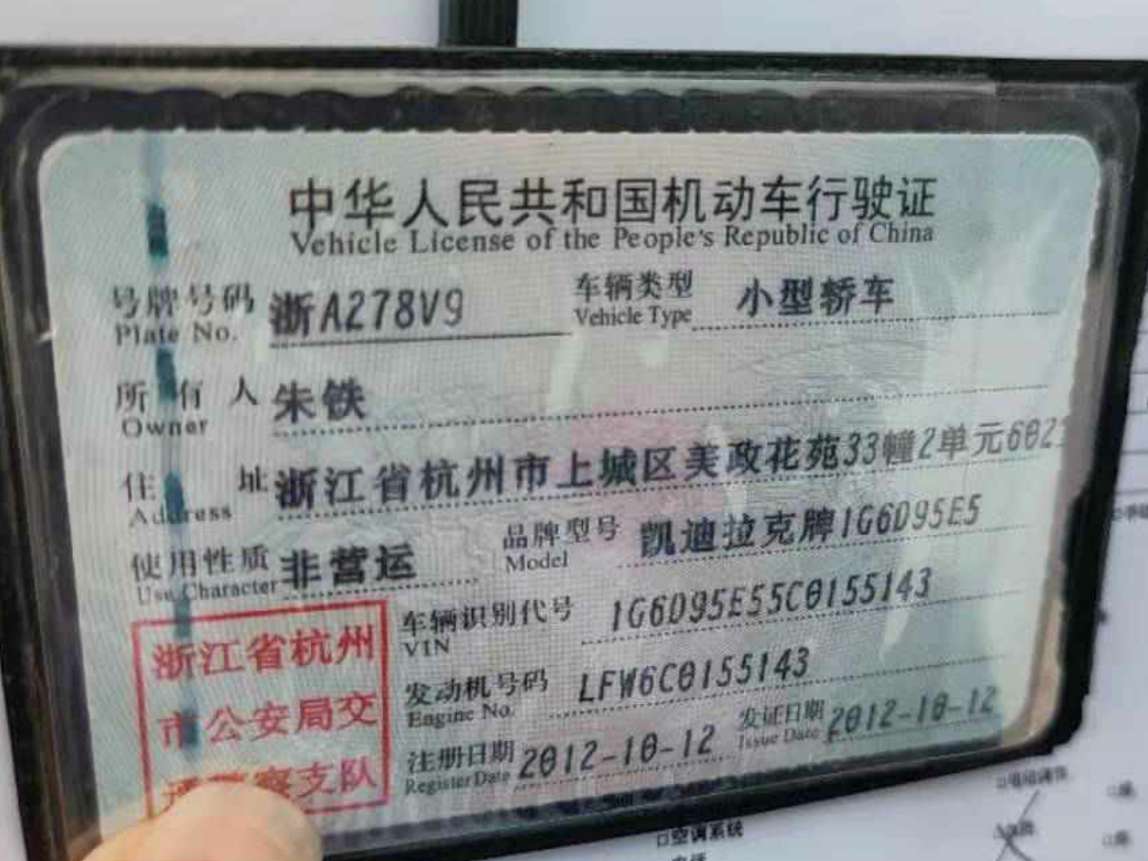 中华人民共和国机动车行驶证
Vehicle License of the People's Republic of China
号牌号码 浙A278V9 车辆类型 小型轿车
Plate No. Vehicle Type
所有人 朱铁
Owner
住址 浙江省杭州市上城区美政花苑33幢2单元602
Address
使用性质 非营运 品牌型号 凯迪拉克牌1G6D95E5
Use Character Model
车辆识别代号 1G6D95E55C0155143
VIN
发动机号码 LFW6C0155143
Engine No.
注册日期 2012-10-12 发证日期 2012-10-12
Register Date Issue Date
浙江省杭州
市公安局交
察支队
空调系统